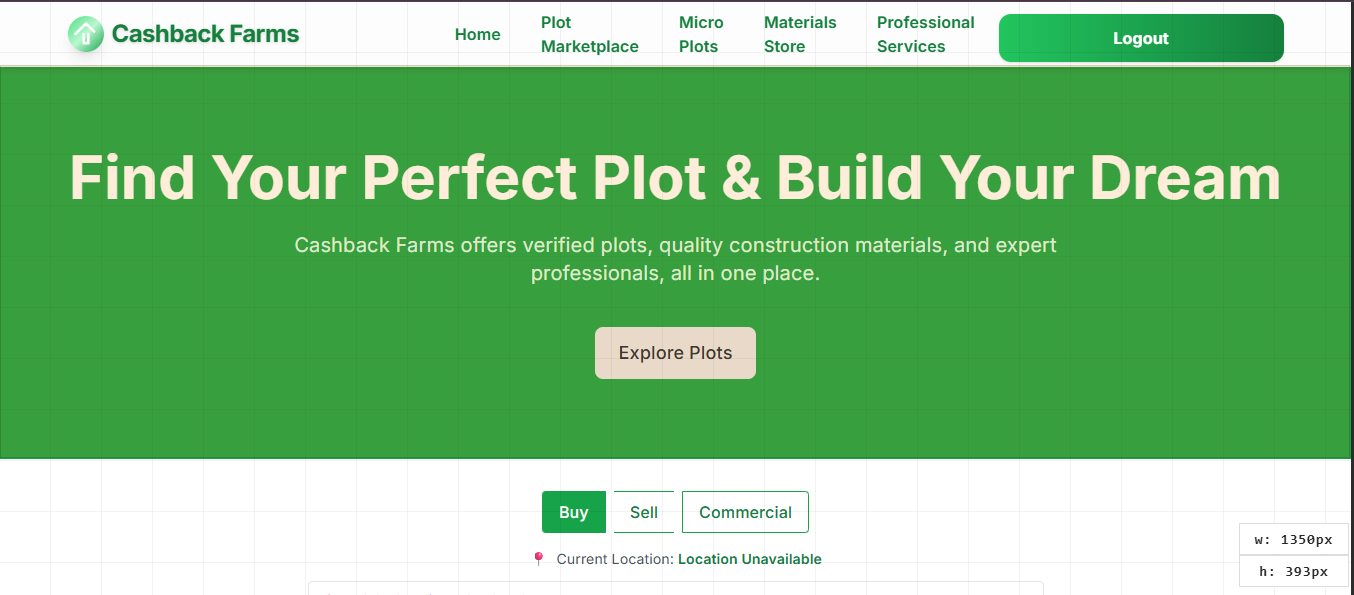 Cashback Farms
Home
Plot
Marketplace
Micro
Plots
Materials
Store
Professional
Services
Logout
Find Your Perfect Plot & Build Your Dream
Cashback Farms offers verified plots, quality construction materials, and expert
professionals, all in one place.
Explore Plots
Buy
Sell
Commercial
Current Location: Location Unavailable
w: 1350px
h: 393px